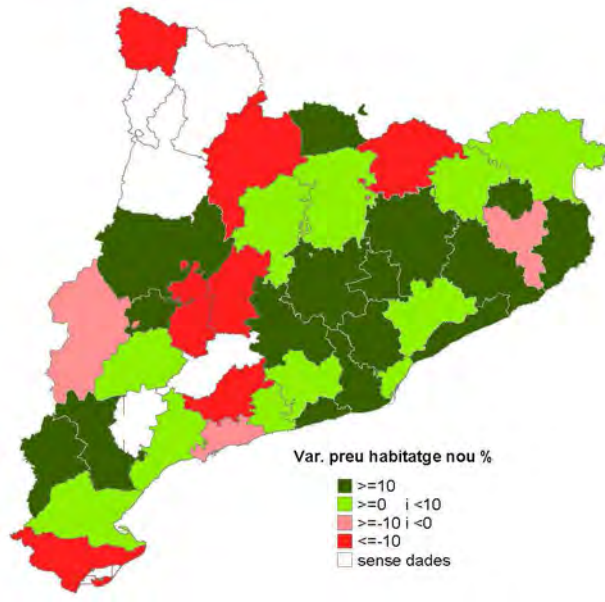 Var. preu habitatge nou %
>=10
>=0 i <10
>=-10 i <0
<=-10
sense dades